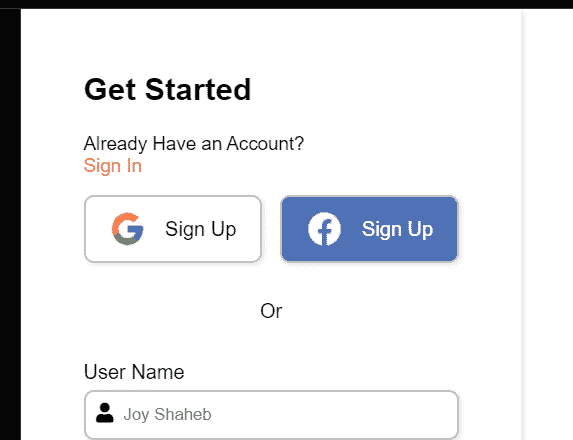 Get Started
Already Have an Account?
Sign In
Sign Up
Sign Up
Or
User Name
Joy Shaheb